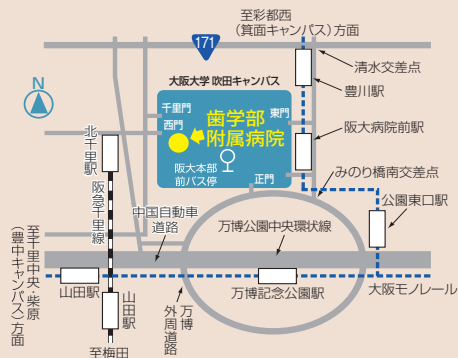 至彩都西
(箕面キャンパス)方面
171
清水交差点
大阪大学 吹田キャンパス
豊川駅
N
千里門
東門
西門
歯学部
附属病院
阪大病院前駅
北千里駅
阪大本部
前バス停
正門
みのり橋南交差点
阪急千里線
公園東口駅
中国自動車
道路
万博公園中央環状線
至千里中央・柴原
(豊中キャンパス)方面
山田駅
万博記念公園駅
大阪モノレール
山田駅
万博
外周道路
至梅田